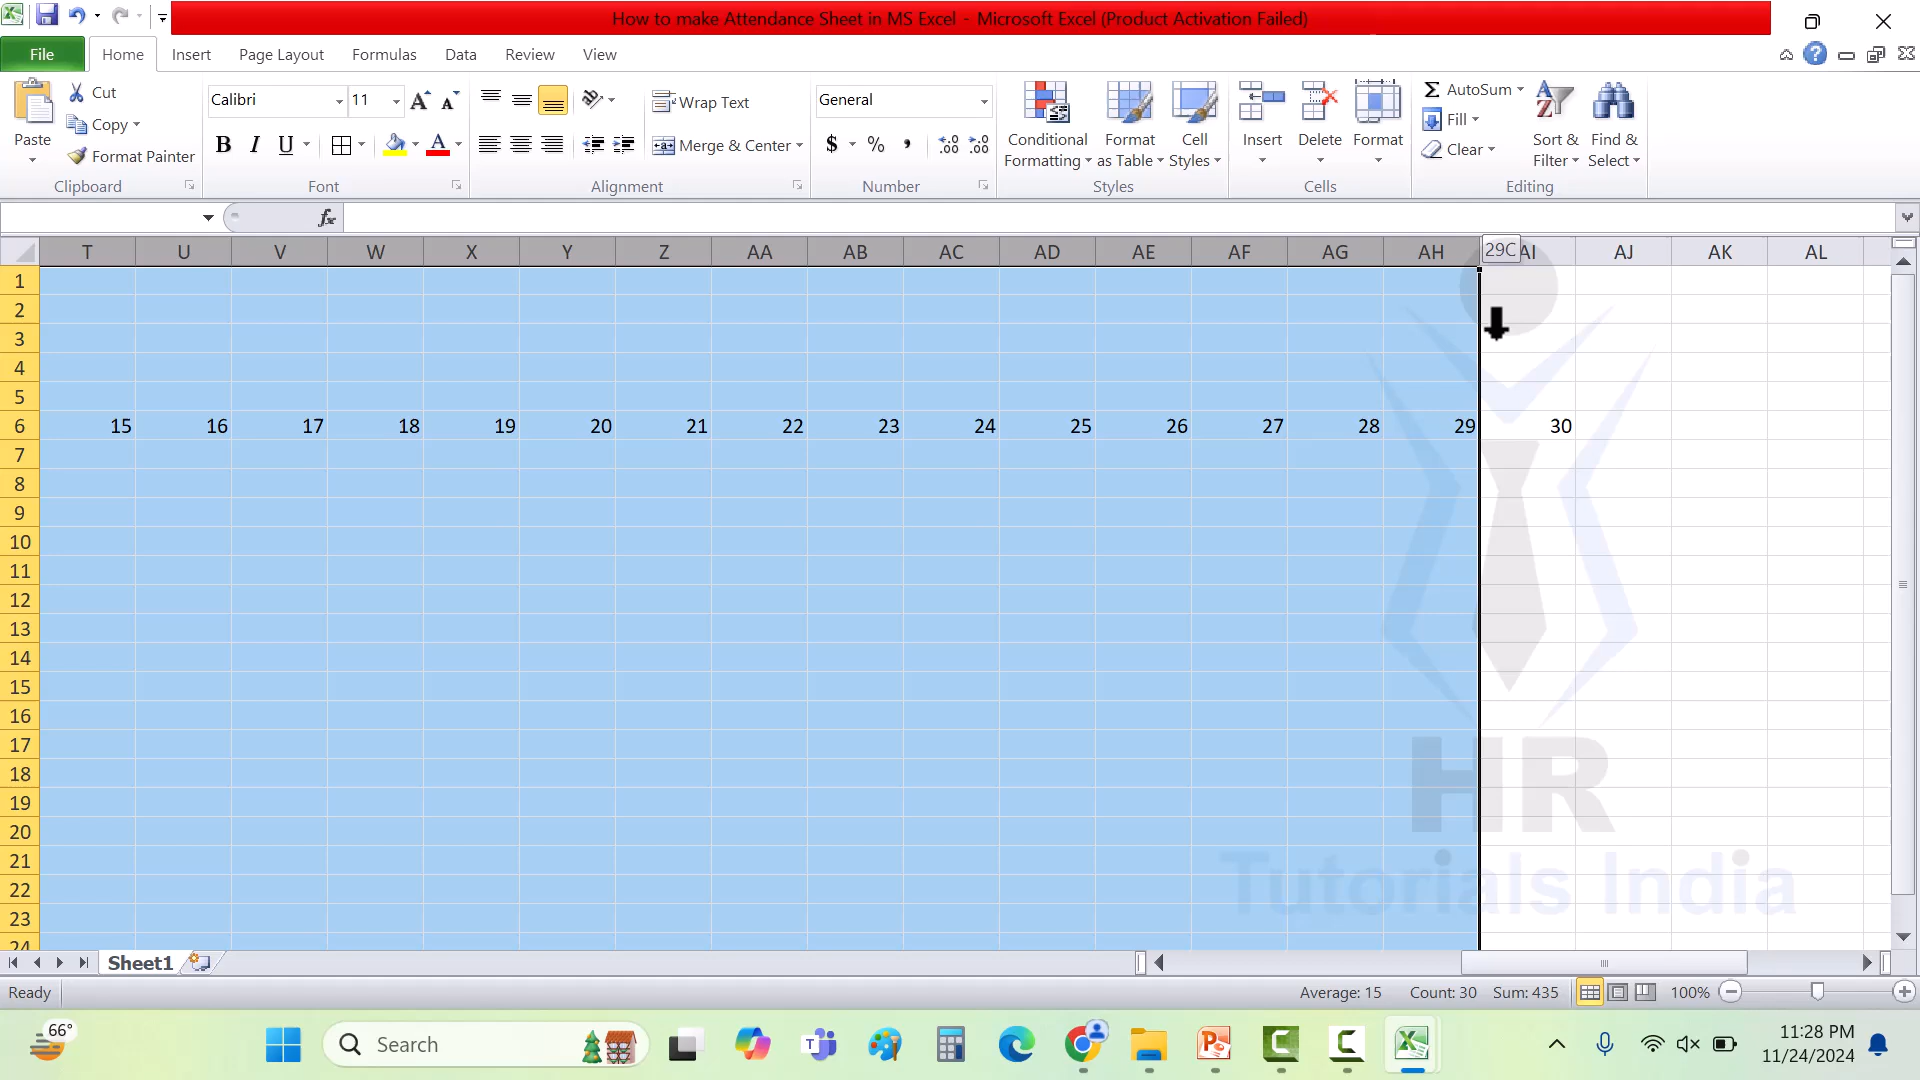 How to make Attendance Sheet in MS Excel - Microsoft Excel (Product Activation Failed)
File Home Insert Page Layout Formulas Data Review View
Paste
Cut
Copy
Format Painter
Clipboard
Calibri 11
B I U
Font
Wrap Text
Merge & Center
Alignment
General
$ % ,
Number
Conditional Formatting
Format as Table
Cell Styles
Styles
Insert
Delete
Format
Cells
Σ AutoSum
Fill
Clear
Sort & Filter
Find & Select
Editing
fx
T U V W X Y Z AA AB AC AD AE AF AG AH 29C AI AJ AK AL
1
2
3
4
5
6 15 16 17 18 19 20 21 22 23 24 25 26 27 28 29 30
7
8
9
10
11
12
13
14
15
16
17
18
19
20
21
22
23
24
HR
Tutorials India
Sheet1
Ready Average: 15 Count: 30 Sum: 435 100%
66°
Search
11:28 PM
11/24/2024